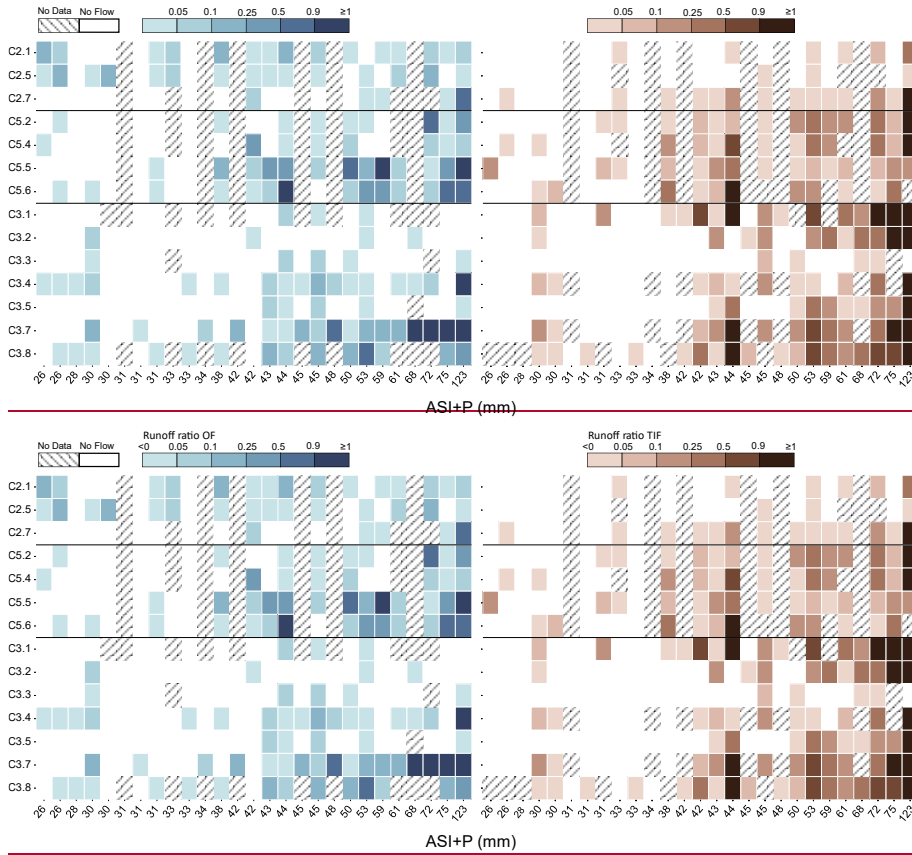 No Data No Flow 0.05 0.1 0.25 0.5 0.9 ≥1 0.05 0.1 0.25 0.5 0.9 ≥1
C2.1
C2.5
C2.7
C5.2
C5.4
C5.5
C5.6
C3.1
C3.2
C3.3
C3.4
C3.5
C3.7
C3.8
26 26 28 30 30 31 31 33 34 38 42 42 43 44 45 45 48 50 53 59 61 68 72 75 123 26 26 28 30 30 31 31 33 34 38 42 42 43 44 45 45 48 50 53 59 61 68 72 75 123
ASI+P (mm)
Runoff ratio OF Runoff ratio TIF
No Data No Flow <0 0.05 0.1 0.25 0.5 0.9 ≥1 <0 0.05 0.1 0.25 0.5 0.9 ≥1
C2.1
C2.5
C2.7
C5.2
C5.4
C5.5
C5.6
C3.1
C3.2
C3.3
C3.4
C3.5
C3.7
C3.8
26 26 28 30 30 31 31 33 34 38 42 42 43 44 45 45 48 50 53 59 61 68 72 75 123 26 26 28 30 30 31 31 33 34 38 42 42 43 44 45 45 48 50 53 59 61 68 72 75 123
ASI+P (mm)